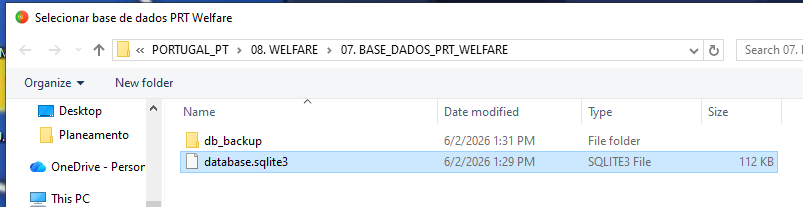 Selecionar base de dados PRT Welfare
« PORTUGAL_PT > 08. WELFARE > 07. BASE_DADOS_PRT_WELFARE
Search 07.
Organize New folder
Name Date modified Type Size
Desktop
Planeamento
OneDrive - Person
This PC
db_backup 6/2/2026 1:31 PM File folder
database.sqlite3 6/2/2026 1:29 PM SQLITE3 File 112 KB